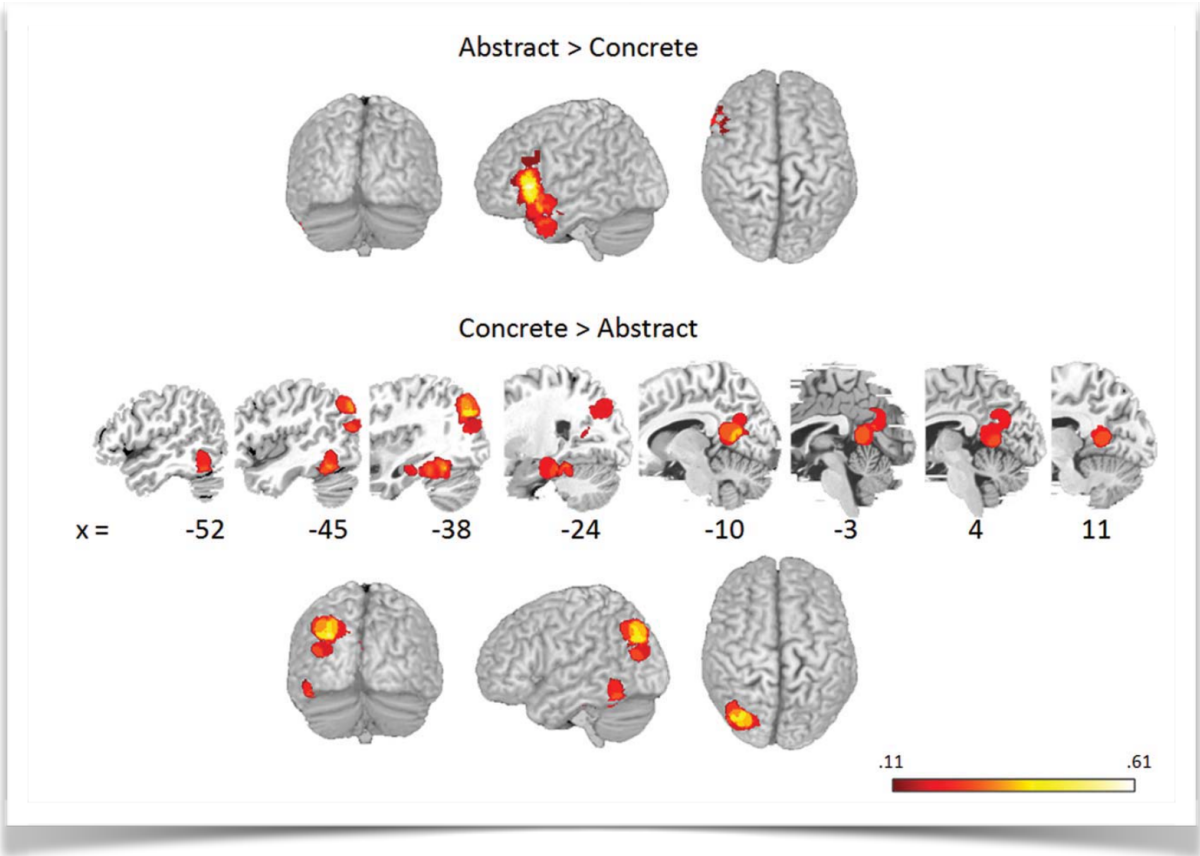 Abstract > Concrete
Concrete > Abstract
x = -52 -45 -38 -24 -10 -3 4 11
.11 .61